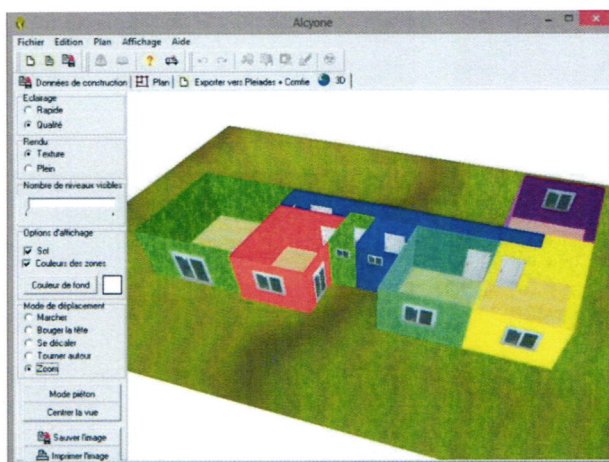 Alcyone
Fichier Edition Plan Affichage Aide
Données de construction Plan Exporter vers Pleiades + Comfie 3D
Eclairage
Rapide
Qualité
Rendu
Texture
Plein
Nombre de niveaux visibles
Options d'affichage
Sol
Couleurs des zones
Couleur de fond
Mode de déplacement
Marcher
Bouger la tête
Se décaler
Tourner autour
Zoom
Mode piéton
Centrer la vue
Sauver l'image
Imprimer l'image